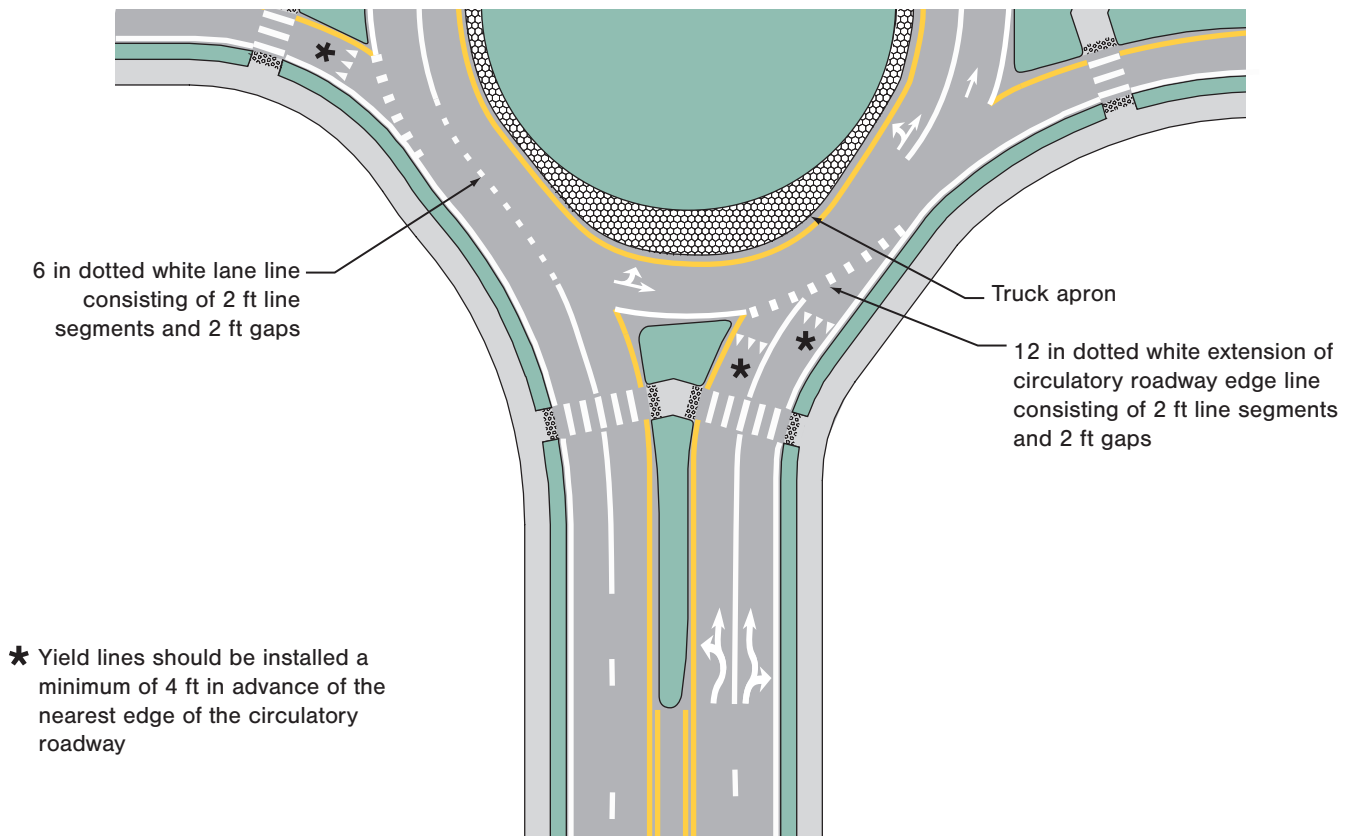 6 in dotted white lane line
consisting of 2 ft line
segments and 2 ft gaps
Truck apron
12 in dotted white extension of
circulatory roadway edge line
consisting of 2 ft line segments
and 2 ft gaps
* Yield lines should be installed a
minimum of 4 ft in advance of the
nearest edge of the circulatory
roadway